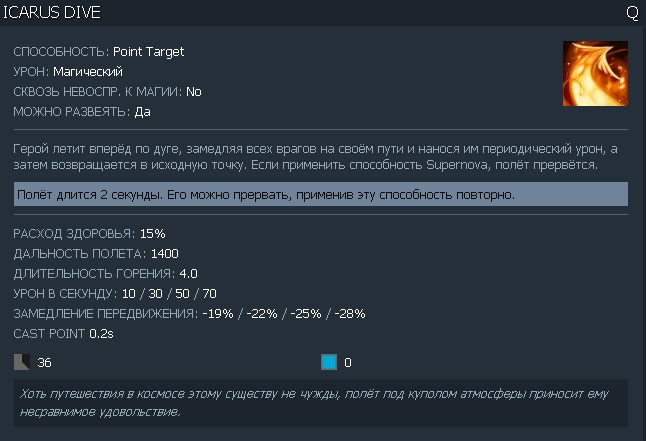 ICARUS DIVE Q
СПОСОБНОСТЬ: Point Target
УРОН: Магический
СКВОЗЬ НЕВОСПР. К МАГИИ: No
МОЖНО РАЗВЕЯТЬ: Да
Герой летит вперёд по дуге, замедляя всех врагов на своём пути и нанося им периодический урон, а
затем возвращается в исходную точку. Если применить способность Supernova, полёт прервётся.
Полёт длится 2 секунды. Его можно прервать, применив эту способность повторно.
РАСХОД ЗДОРОВЬЯ: 15%
ДАЛЬНОСТЬ ПОЛЕТА: 1400
ДЛИТЕЛЬНОСТЬ ГОРЕНИЯ: 4.0
УРОН В СЕКУНДУ: 10 / 30 / 50 / 70
ЗАМЕДЛЕНИЕ ПЕРЕДВИЖЕНИЯ: -19% / -22% / -25% / -28%
CAST POINT 0.2s
36 0
Хоть путешествия в космосе этому существу не чужды, полёт под куполом атмосферы приносит ему
несравнимое удовольствие.